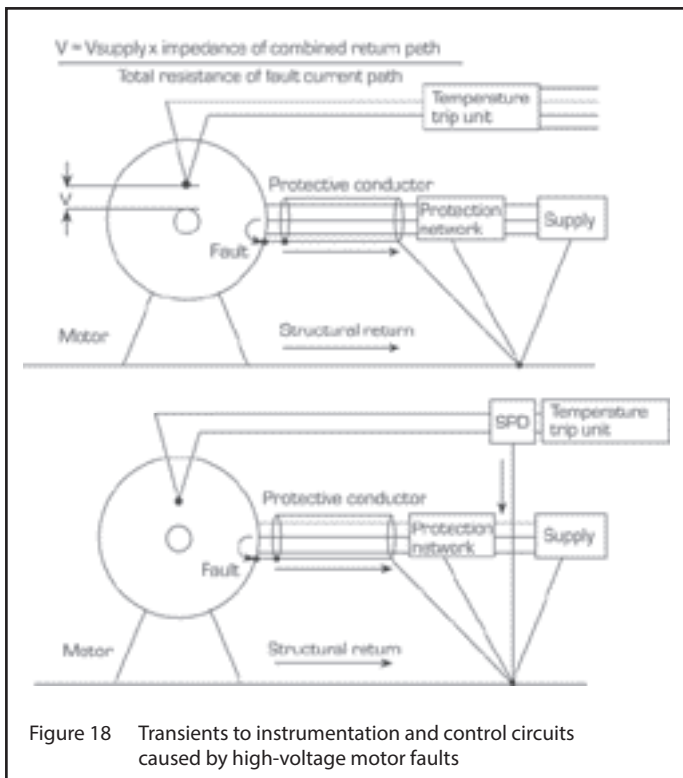 V = Vsupply x impedance of combined return path
Total resistance of fault current path
Temperature
trip unit
V
Protective conductor
Protection
network
Supply
Fault
Motor
Structural return
SPD
Temperature
trip unit
Protective conductor
Protection
network
Supply
Fault
Motor
Structural return
Figure 18 Transients to instrumentation and control circuits
caused by high-voltage motor faults